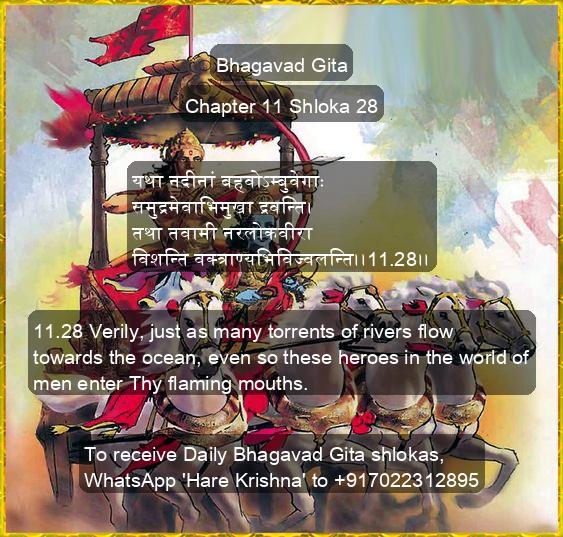 Bhagavad Gita
Chapter 11 Shloka 28
यथा नदीनां बहवोऽम्बुवेगाः
समुद्रमेवाभिमुखा द्रवन्ति।
तथा तवामी नरलोकवीरा
विशन्ति वक्त्राण्यभिविज्वलन्ति।।11.28।।
11.28 Verily, just as many torrents of rivers flow
towards the ocean, even so these heroes in the world of
men enter Thy flaming mouths.
To receive Daily Bhagavad Gita shlokas,
WhatsApp 'Hare Krishna' to +917022312895